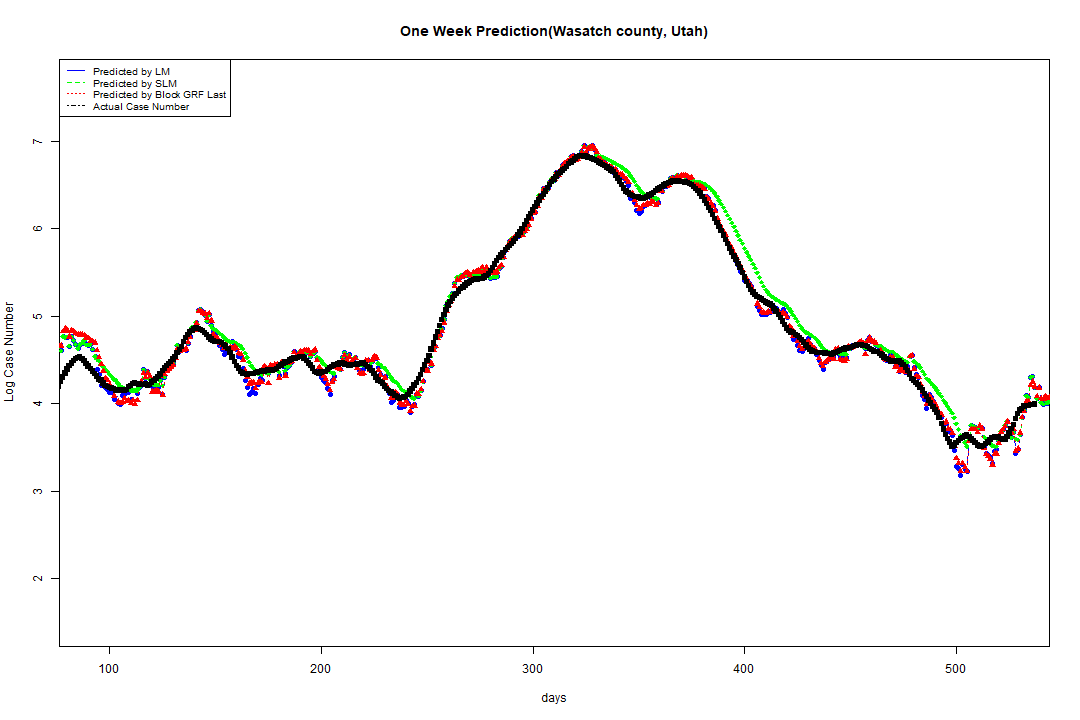 One Week Prediction(Wasatch county, Utah)
Predicted by LM
Predicted by SLM
Predicted by Block GRF Last
Actual Case Number
7
6
5
4
3
2
Log Case Number
100 200 300 400 500
days